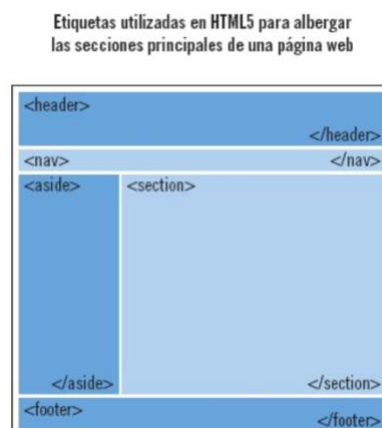 Etiquetas utilizadas en HTML5 para albergar
las secciones principales de una página web
<header>
</header>
<nav> </nav>
<aside> <section>
</aside> </section>
<footer>
</footer>